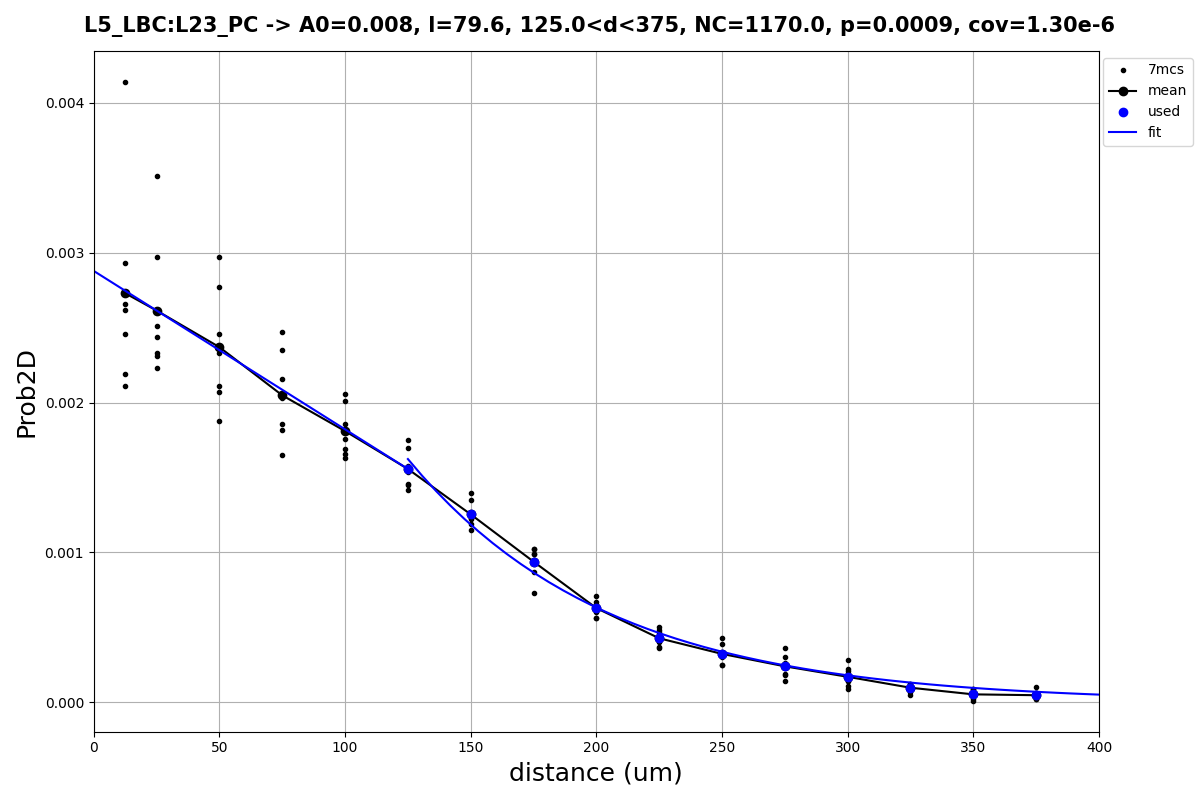 L5_LBC:L23_PC -> A0=0.008, l=79.6, 125.0<d<375, NC=1170.0, p=0.0009, cov=1.30e-6
7mcs
mean
used
fit
Prob2D
0.004
0.003
0.002
0.001
0.000
0 50 100 150 200 250 300 350 400
distance (um)